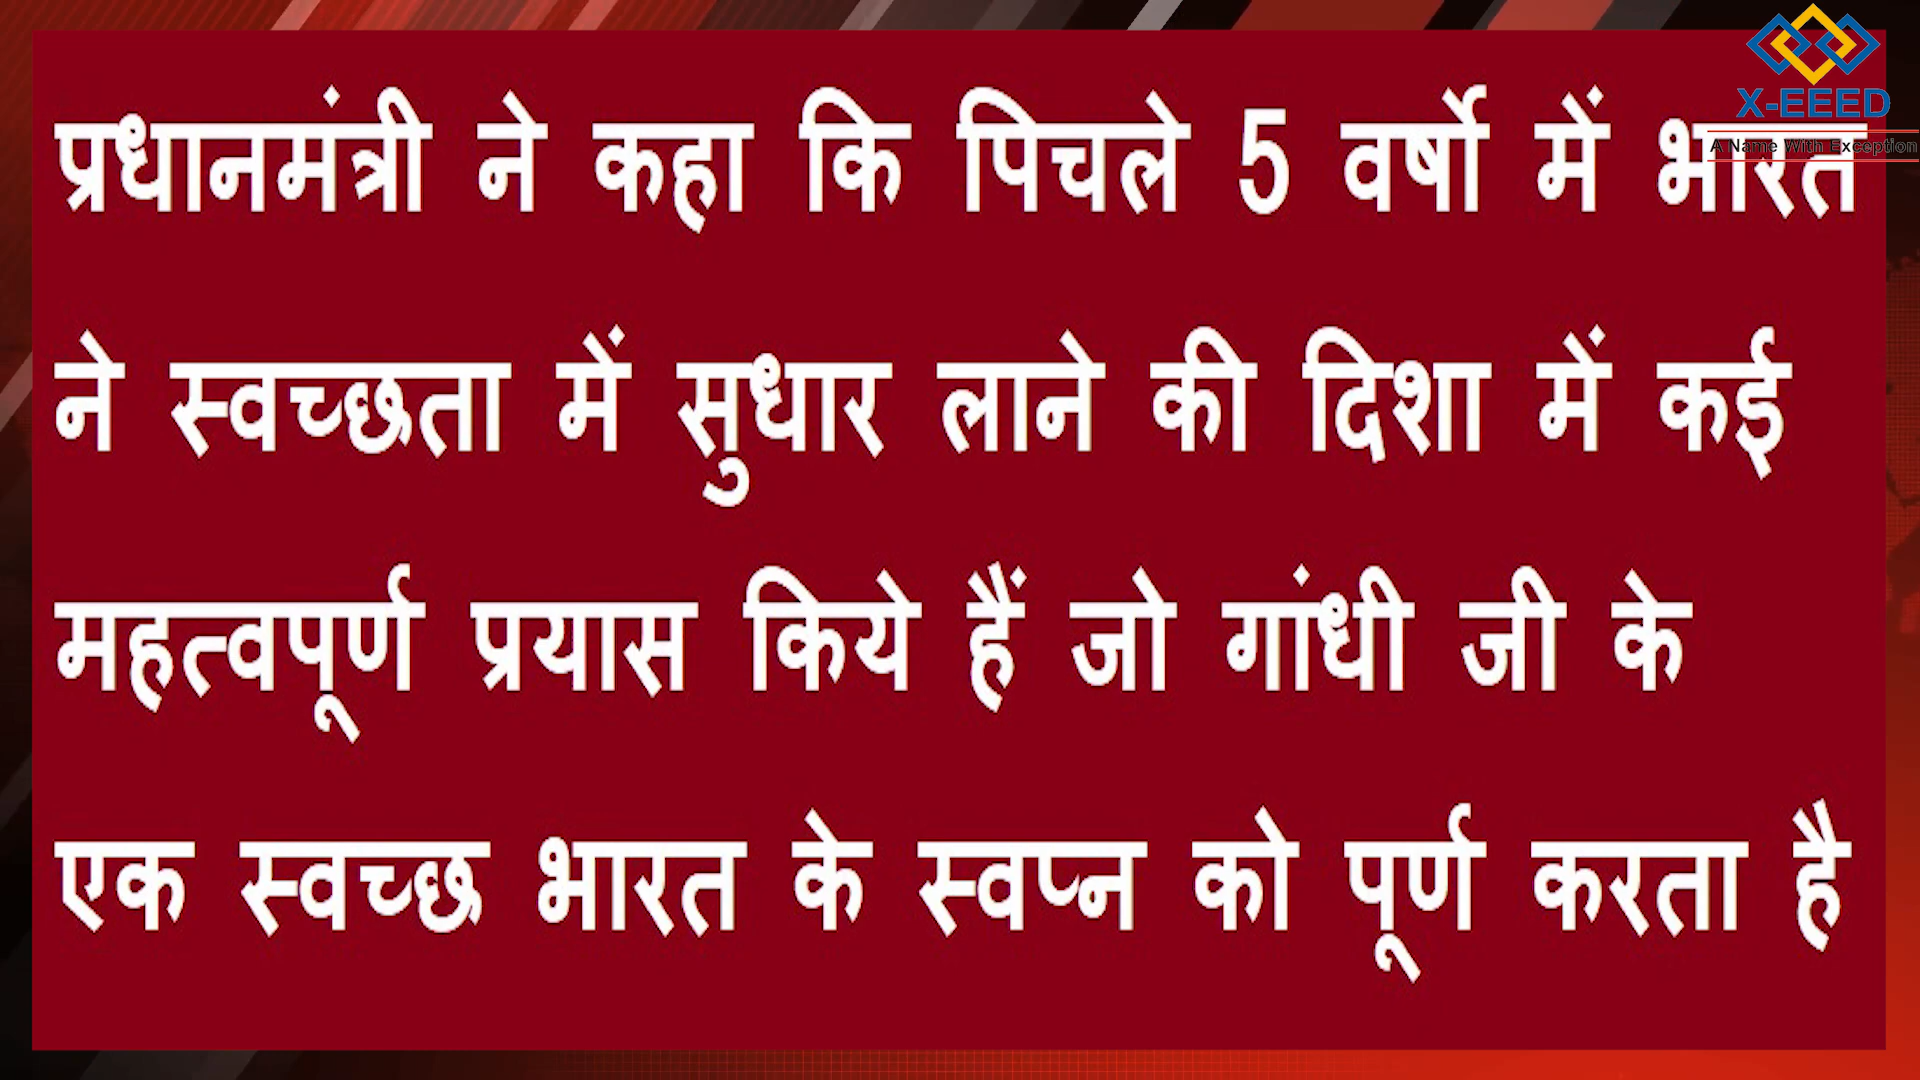 X-EEED
A Name With Exception
प्रधानमंत्री ने कहा कि पिचले 5 वर्षो में भारत
ने स्वच्छता में सुधार लाने की दिशा में कई
महत्वपूर्ण प्रयास किये हैं जो गांधी जी के
एक स्वच्छ भारत के स्वप्न को पूर्ण करता है